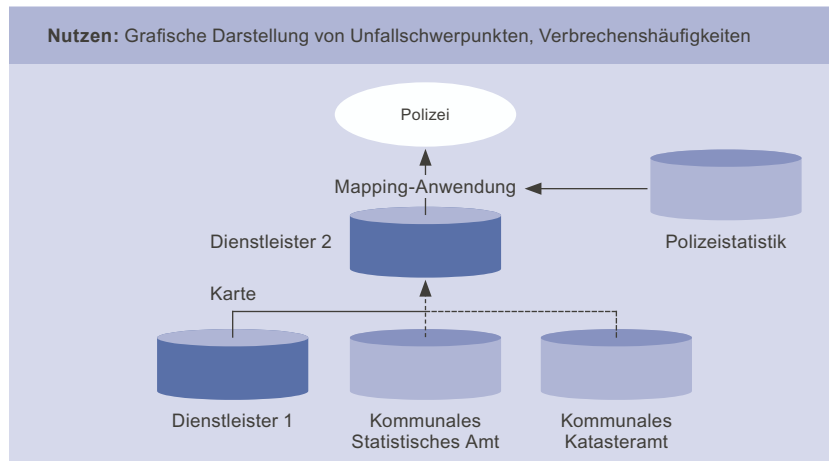 Nutzen: Grafische Darstellung von Unfallschwerpunkten, Verbrechenshäufigkeiten
Polizei
Mapping-Anwendung
Dienstleister 2
Polizeistatistik
Karte
Dienstleister 1
Kommunales
Statistisches Amt
Kommunales
Katasteramt